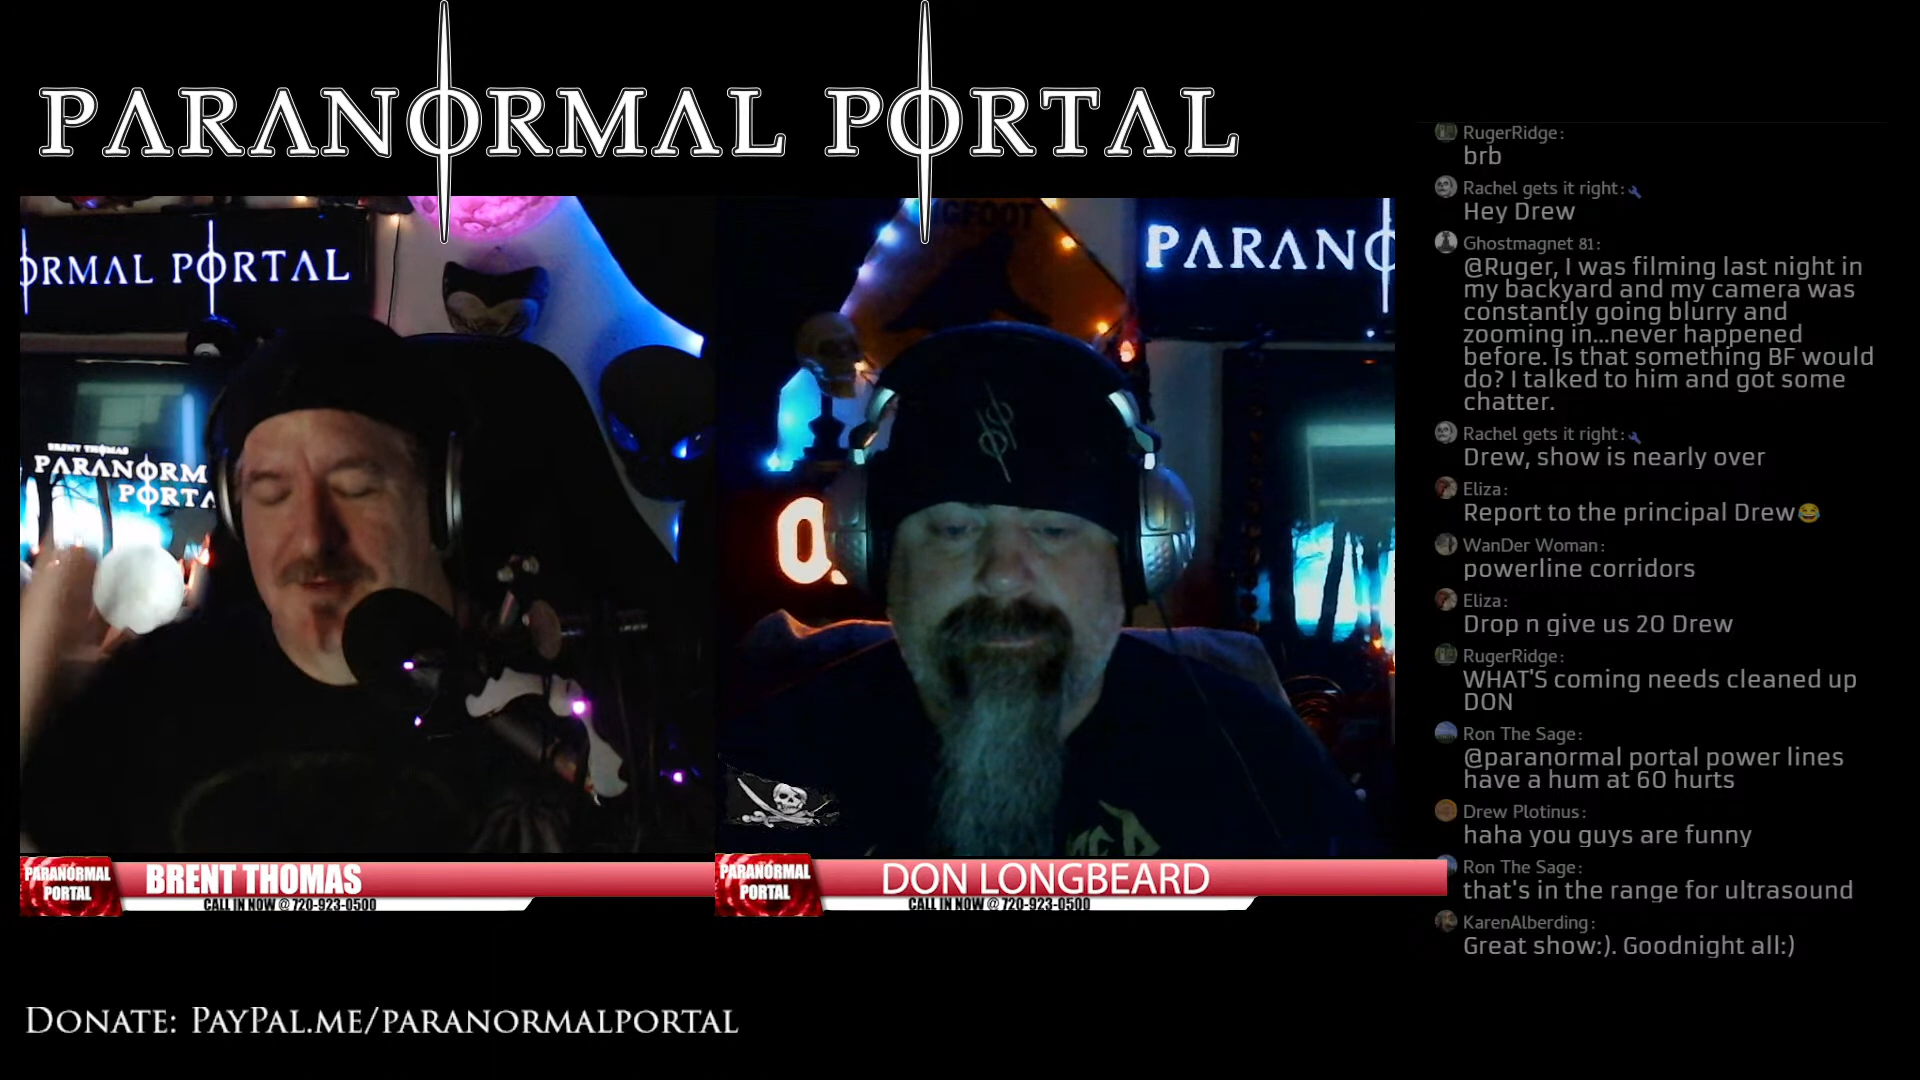 PARANORMAL PORTAL
ORMAL PORTAL
BIGFOOT
PARANO
BRENT THOMAS
PARANORM
PORTA
PARANORMAL
PORTAL
BRENT THOMAS
CALL IN NOW @ 720-923-0500
PARANORMAL
PORTAL
DON LONGBEARD
CALL IN NOW @ 720-923-0500
DONATE: PAYPAL.ME/PARANORMALPORTAL
RugerRidge:
brb
Rachel gets it right:
Hey Drew
Ghostmagnet 81:
@Ruger, I was filming last night in
my backyard and my camera was
constantly going blurry and
zooming in...never happened
before. Is that something BF would
do? I talked to him and got some
chatter.
Rachel gets it right:
Drew, show is nearly over
Eliza:
Report to the principal Drew😂
WanDer Woman:
powerline corridors
Eliza:
Drop n give us 20 Drew
RugerRidge:
WHAT'S coming needs cleaned up
DON
Ron The Sage:
@paranormal portal power lines
have a hum at 60 hurts
Drew Plotinus:
haha you guys are funny
Ron The Sage:
that's in the range for ultrasound
KarenAlberding:
Great show:). Goodnight all:)